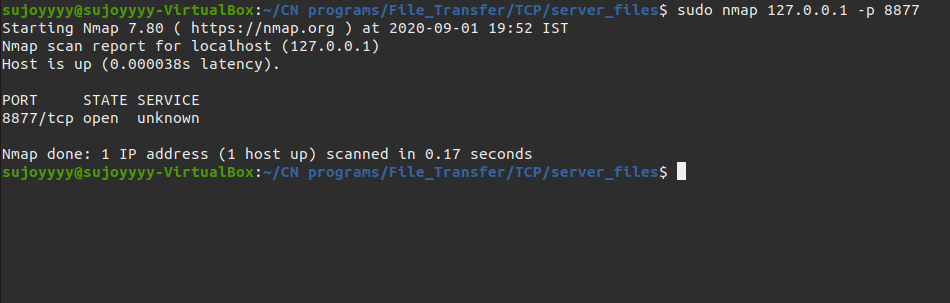 sujoyyyy@sujoyyyy-VirtualBox:~/CN programs/File_Transfer/TCP/server_files$ sudo nmap 127.0.0.1 -p 8877
Starting Nmap 7.80 ( https://nmap.org ) at 2020-09-01 19:52 IST
Nmap scan report for localhost (127.0.0.1)
Host is up (0.000038s latency).
PORT     STATE SERVICE
8877/tcp open  unknown
Nmap done: 1 IP address (1 host up) scanned in 0.17 seconds
sujoyyyy@sujoyyyy-VirtualBox:~/CN programs/File_Transfer/TCP/server_files$